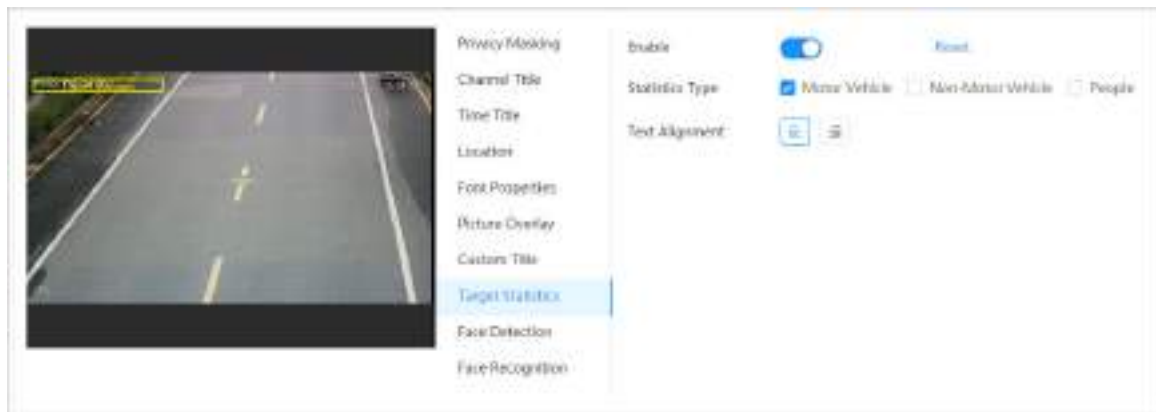 Privacy Masking
Channel Title
Time Title
Location
Font Properties
Picture Overlay
Custom Title
Target Statistics
Face Detection
Face Recognition
Enable
Reset
Statistics Type
Motor Vehicle
Non-Motor Vehicle
People
Text Alignment